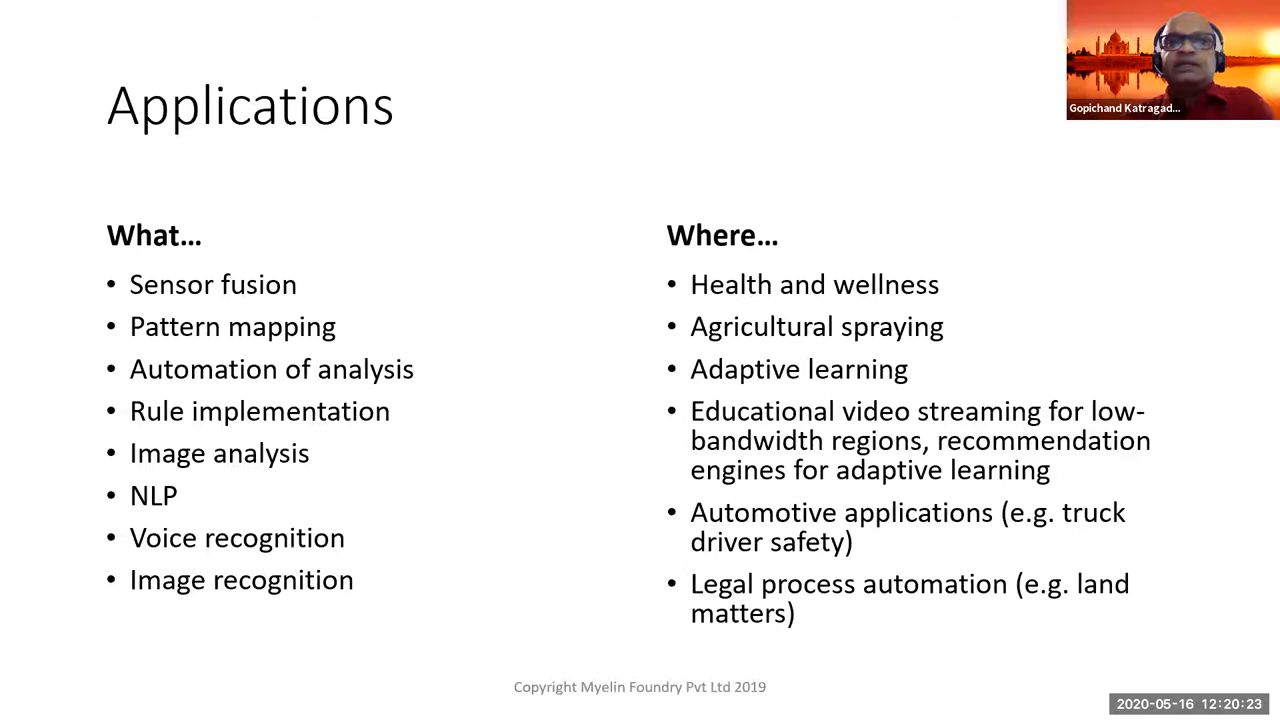 Applications
Gopichand Katragad...
What...
• Sensor fusion
• Pattern mapping
• Automation of analysis
• Rule implementation
• Image analysis
• NLP
• Voice recognition
• Image recognition
Where...
• Health and wellness
• Agricultural spraying
• Adaptive learning
• Educational video streaming for low-
bandwidth regions, recommendation
engines for adaptive learning
• Automotive applications (e.g. truck
driver safety)
• Legal process automation (e.g. land
matters)
Copyright Myelin Foundry Pvt Ltd 2019
2020-05-16 12:20:23